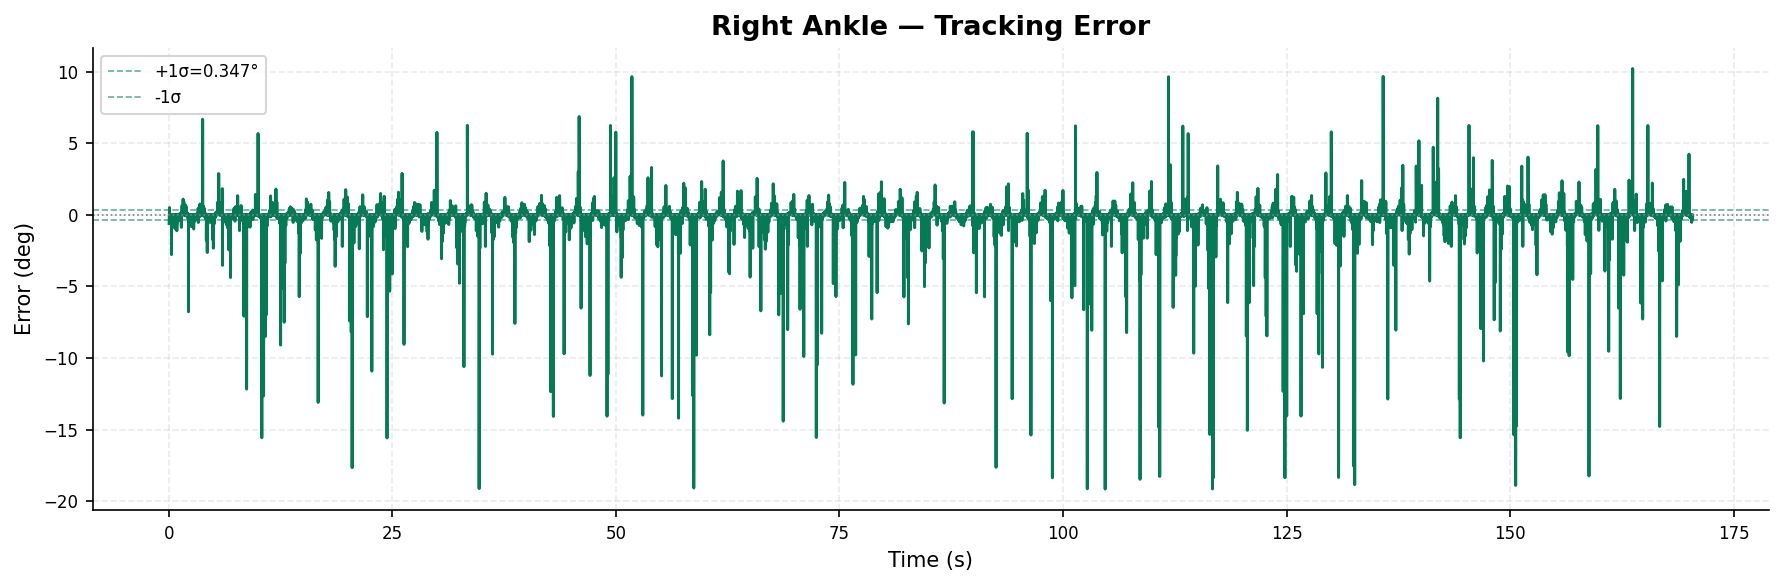 Right Ankle — Tracking Error
+1σ=0.347°
-1σ
10
5
0
−5
−10
−15
−20
Error (deg)
0 25 50 75 100 125 150 175
Time (s)